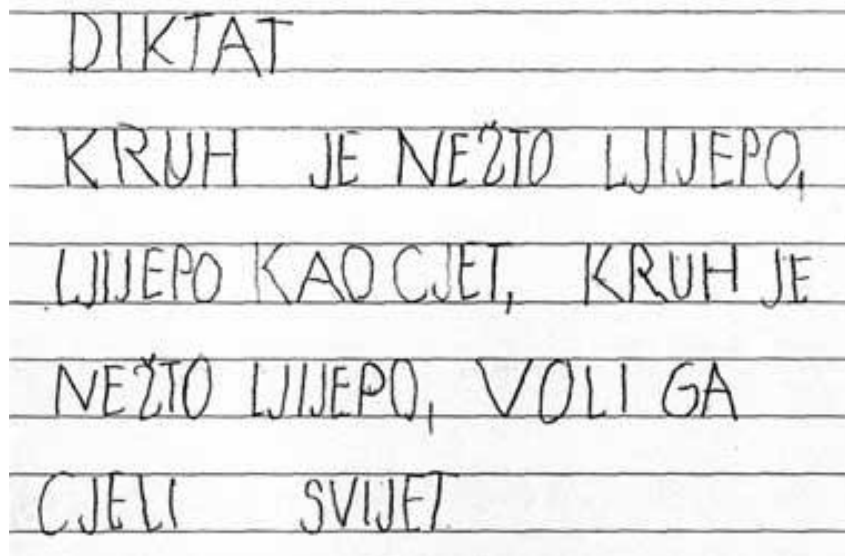 DIKTAT
KRUH JE NEŽTO LJIJEPO,
LJIJEPO KAO CJET, KRUH JE
NEŽTO LJIJEPO, VOLI GA
CJELI SVIJET